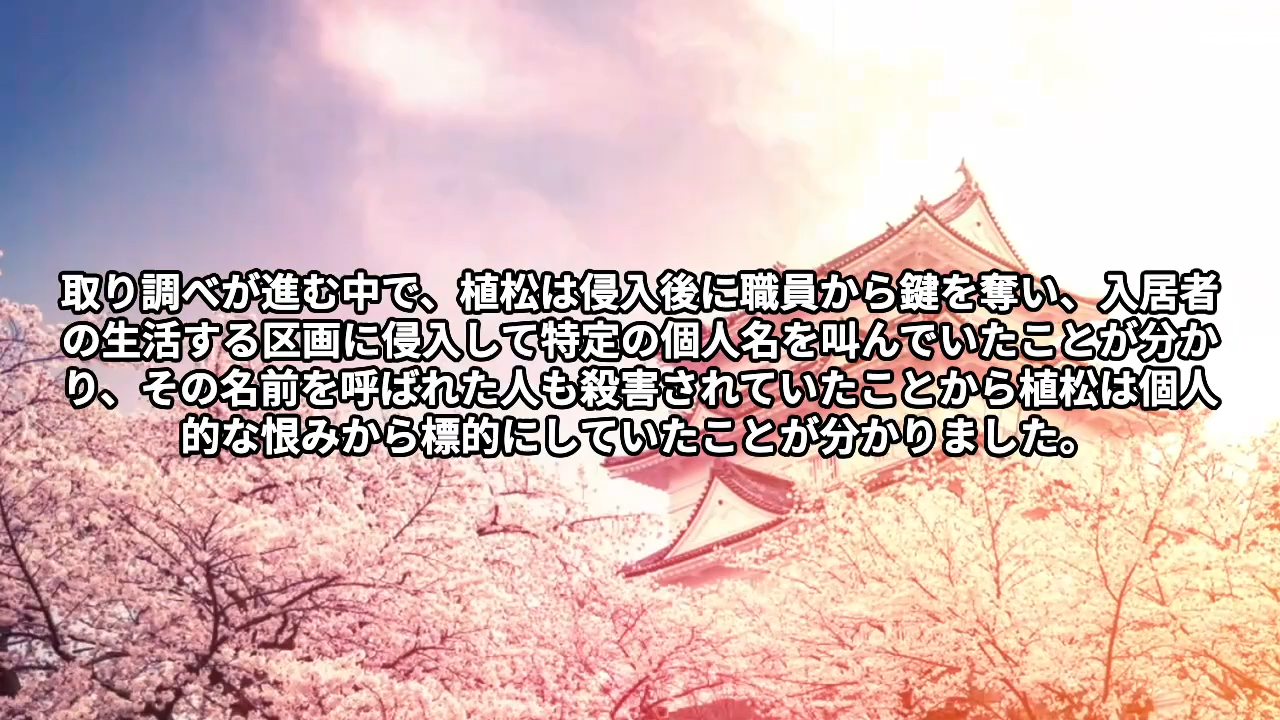 取り調べが進む中で、植松は侵入後に職員から鍵を奪い、入居者
の生活する区画に侵入して特定の個人名を叫んでいたことが分か
り、その名前を呼ばれた人も殺害されていたことから植松は個人
的な恨みから標的にしていたことが分かりました。